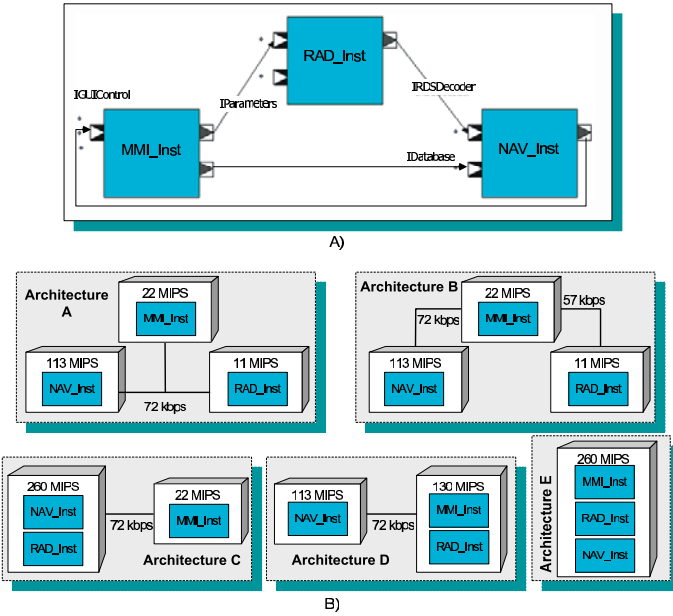 RAD_Inst
IGUIControl
IParameters
IRDSDecoder
MMI_Inst
IDatabase
NAV_Inst
A)
Architecture
A
22 MIPS
MMI_Inst
113 MIPS
NAV_Inst
11 MIPS
RAD_Inst
72 kbps
Architecture B
22 MIPS
MMI_Inst
57 kbps
72 kbps
113 MIPS
NAV_Inst
11 MIPS
RAD_Inst
260 MIPS
NAV_Inst
RAD_Inst
72 kbps
22 MIPS
MMI_Inst
Architecture C
113 MIPS
NAV_Inst
72 kbps
130 MIPS
MMI_Inst
RAD_Inst
Architecture D
Architecture E
260 MIPS
MMI_Inst
RAD_Inst
NAV_Inst
B)